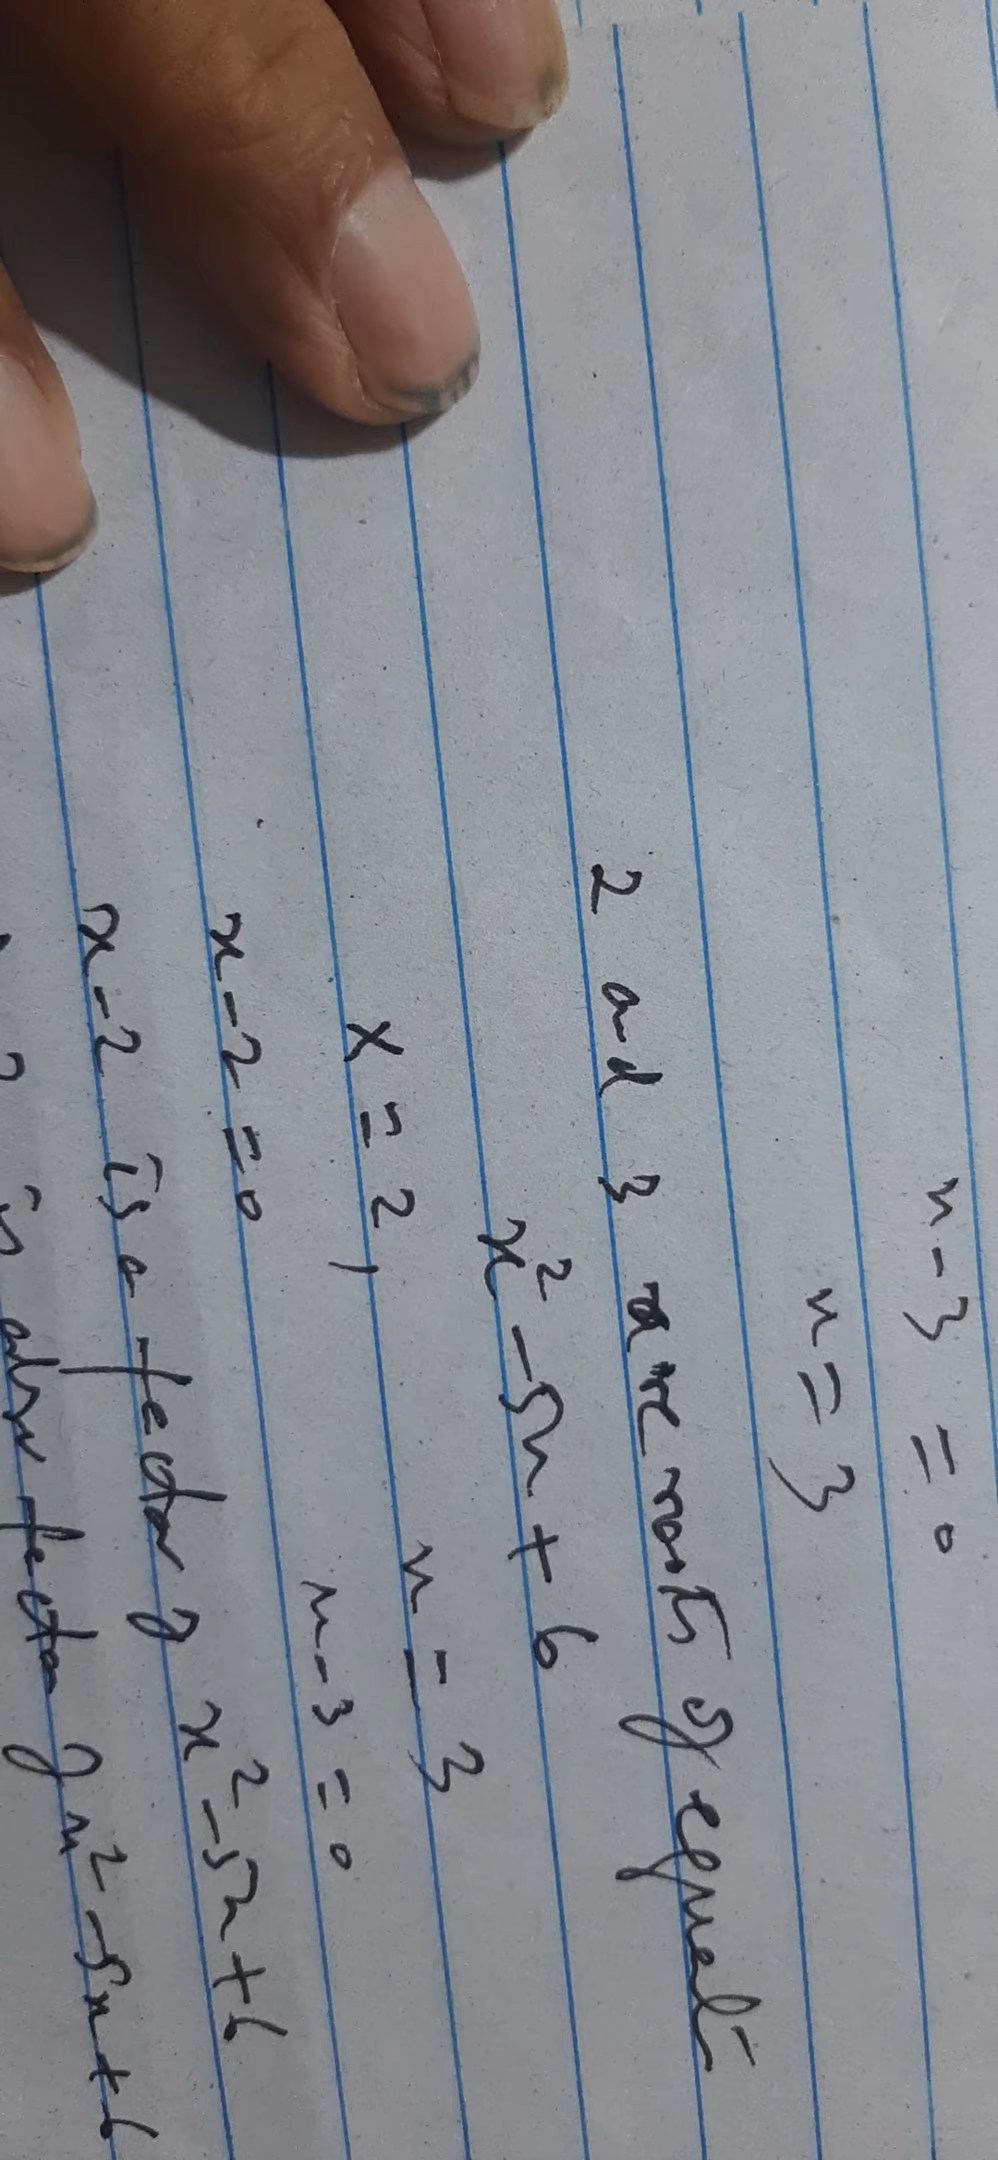 x - 3 = 0
x = 3
2 and 3 are roots of equat-
x² - 5x + 6
x = 2, x = 3
x - 2 = 0 x - 3 = 0
x - 2 is a factor of x² - 5x + 6
is also factor of x² - 5x + 6